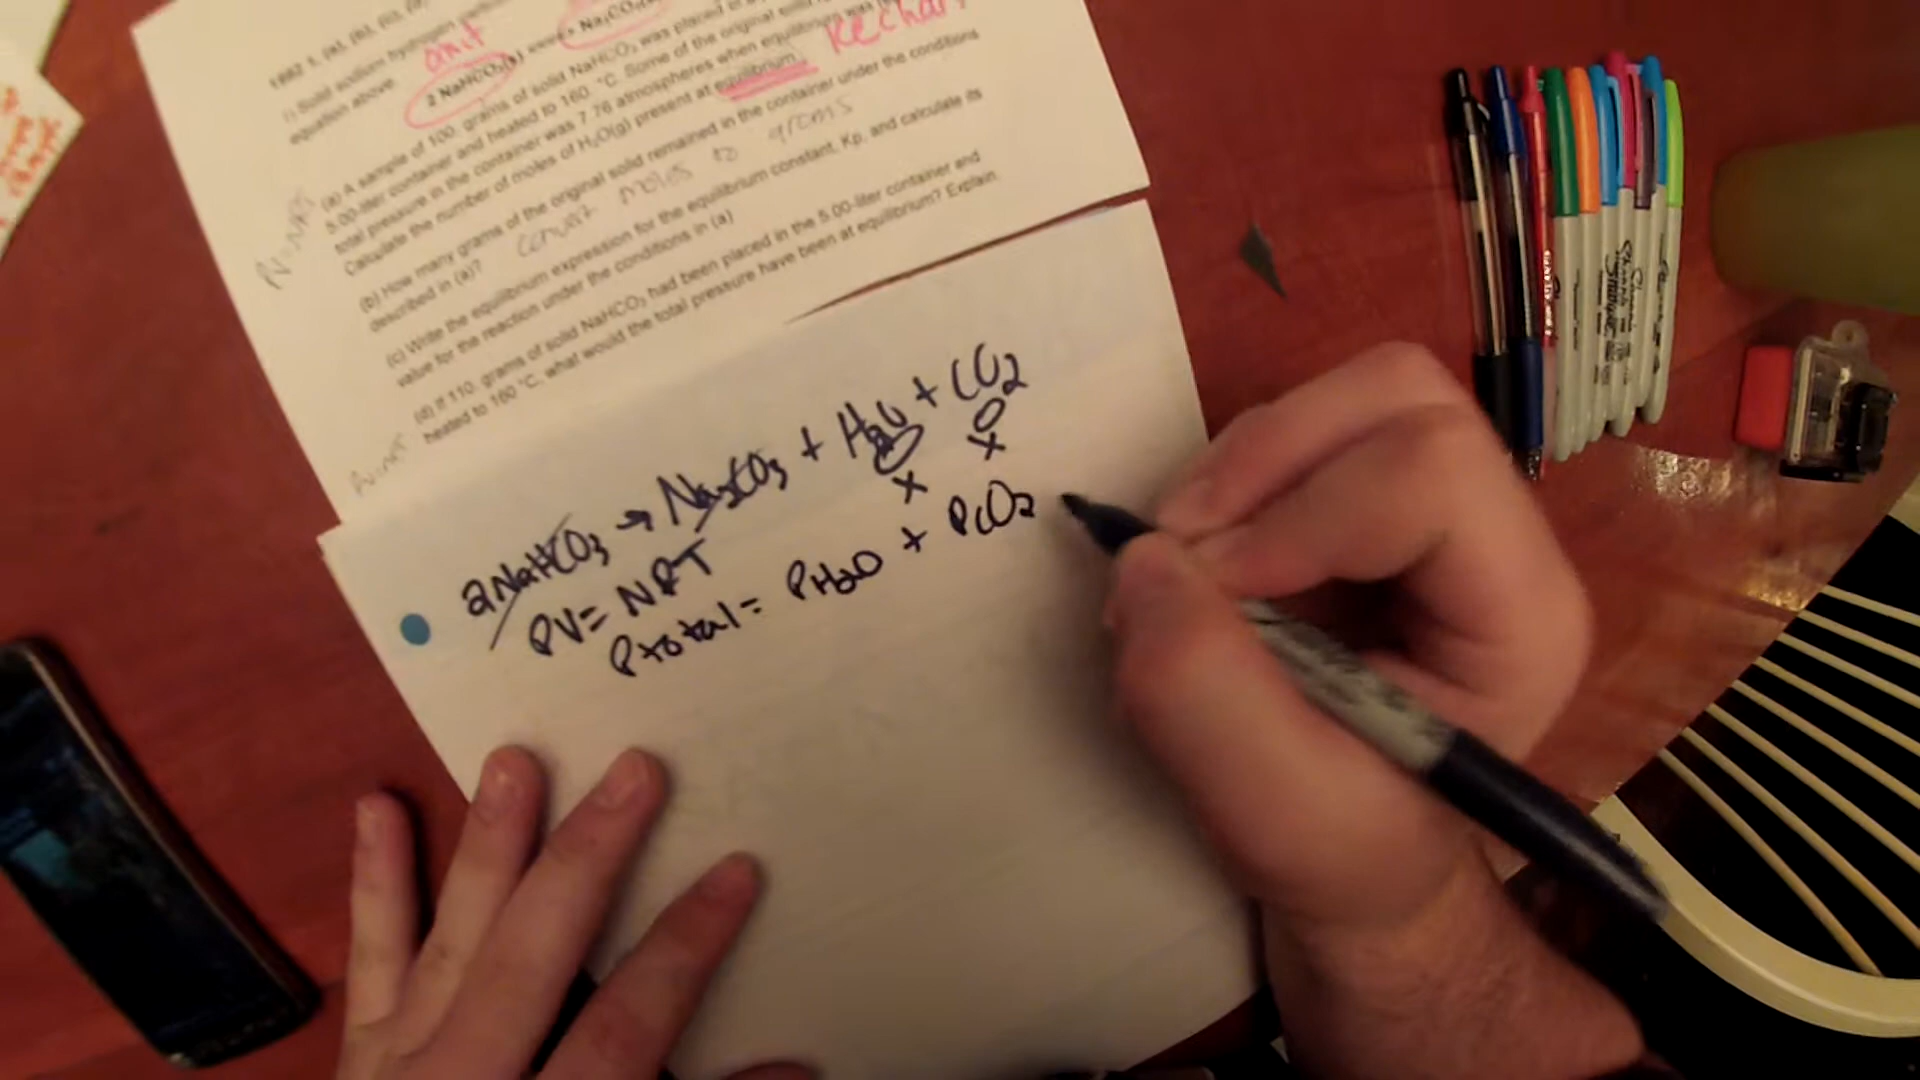 1982
i) Solid sodium hydrogen
equation above.
2 NaHCO₃(s) <===> Na₂CO₃(s)
(a) A sample of 100. grams of solid NaHCO₃ was placed in a
5.00-liter container and heated to 160. °C. Some of the original solid
total pressure in the container was 7.76 atmospheres when equilibrium was
Calculate the number of moles of H₂O(g) present at equilibrium.
(b) How many grams of the original solid remained in the container under the conditions
described in (a)?
convert moles to grams
(c) Write the equilibrium expression for the equilibrium constant, Kp, and calculate its
value for the reaction under the conditions in (a)
(d) If 110. grams of solid NaHCO₃ had been placed in the 5.00-liter container and
heated to 160 °C, what would the total pressure have been at equilibrium? Explain.
2NaHCO3 → Na2CO3 + H2O + CO2
O O
x x
PV = NRT
Ptotal = PH2O + PCO2
Sharpie